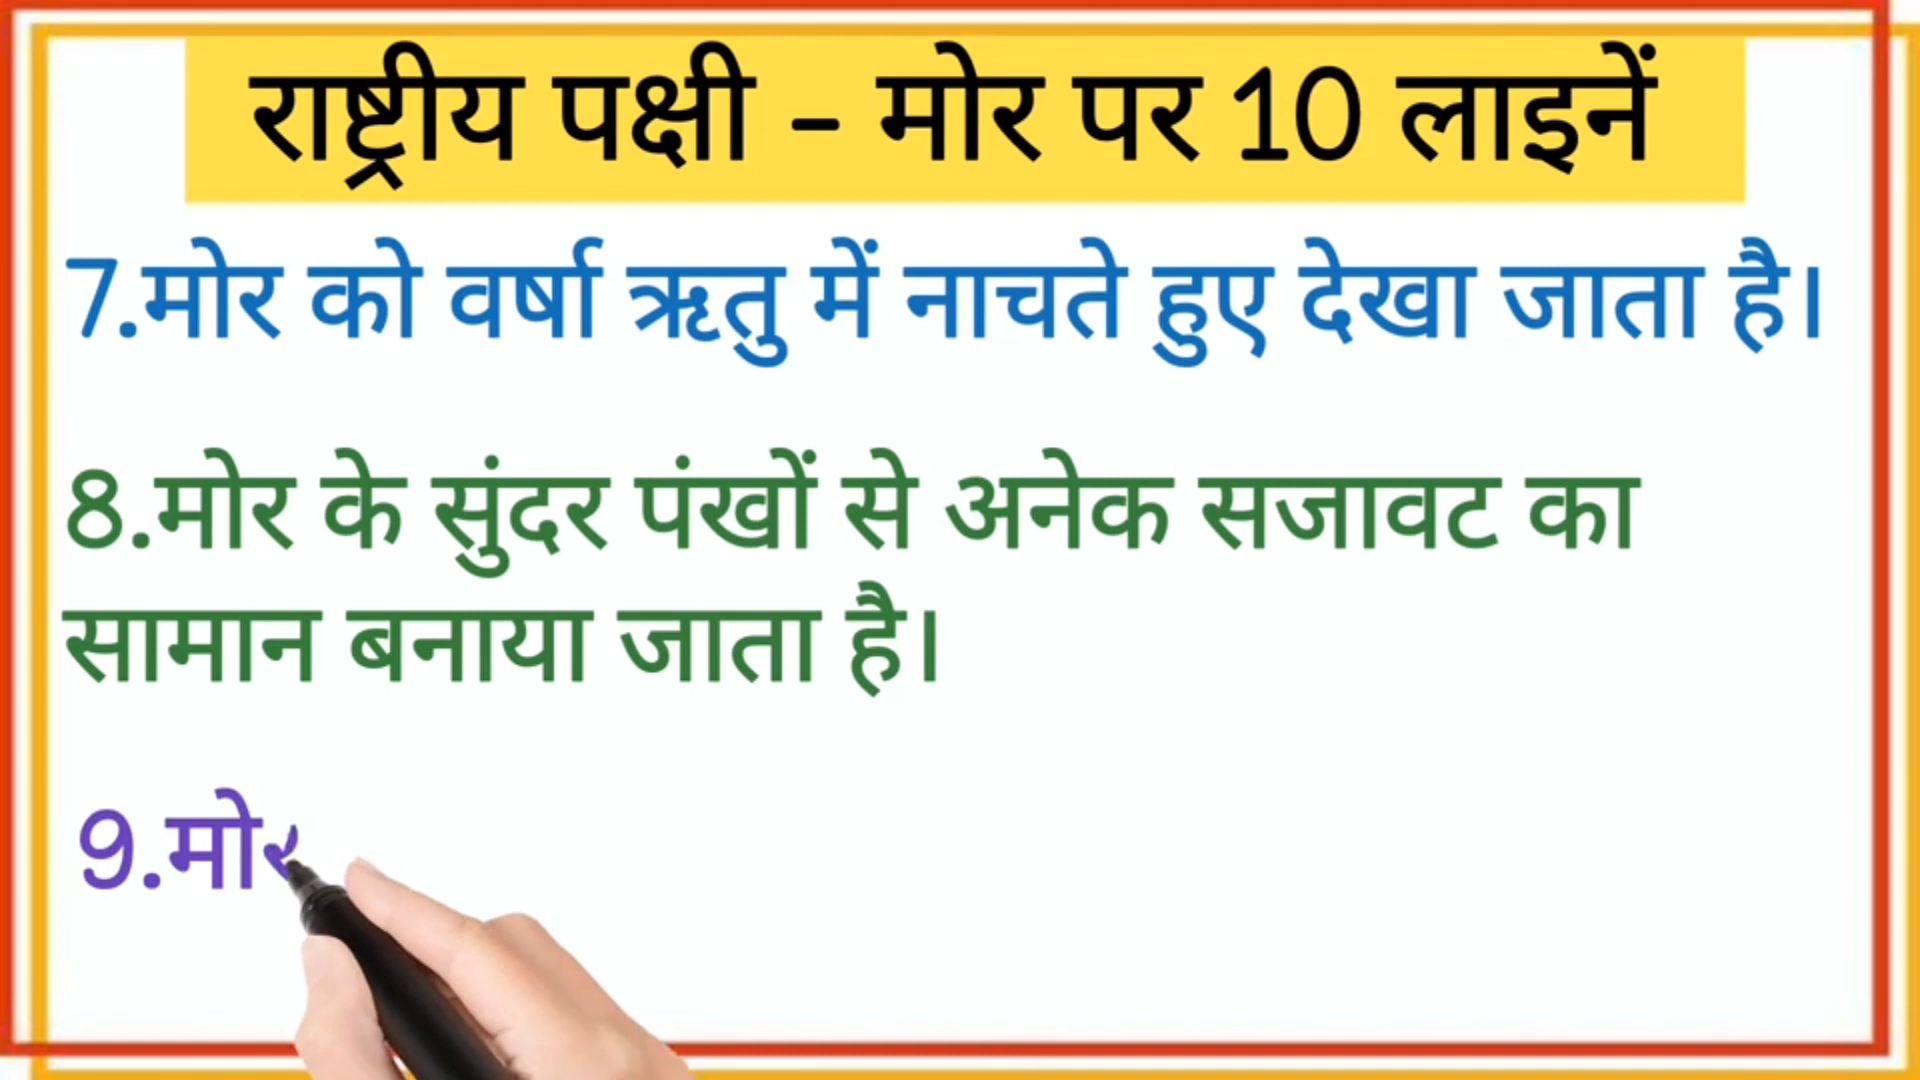 राष्ट्रीय पक्षी – मोर पर 10 लाइनें
7.मोर को वर्षा ऋतु में नाचते हुए देखा जाता है।
8.मोर के सुंदर पंखों से अनेक सजावट का
सामान बनाया जाता है।
9.मोर